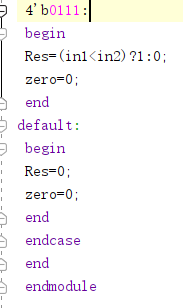 4'b0111:
begin
Res=(in1<in2)?1:0;
zero=0;
end
default:
begin
Res=0;
zero=0;
end
endcase
end
endmodule